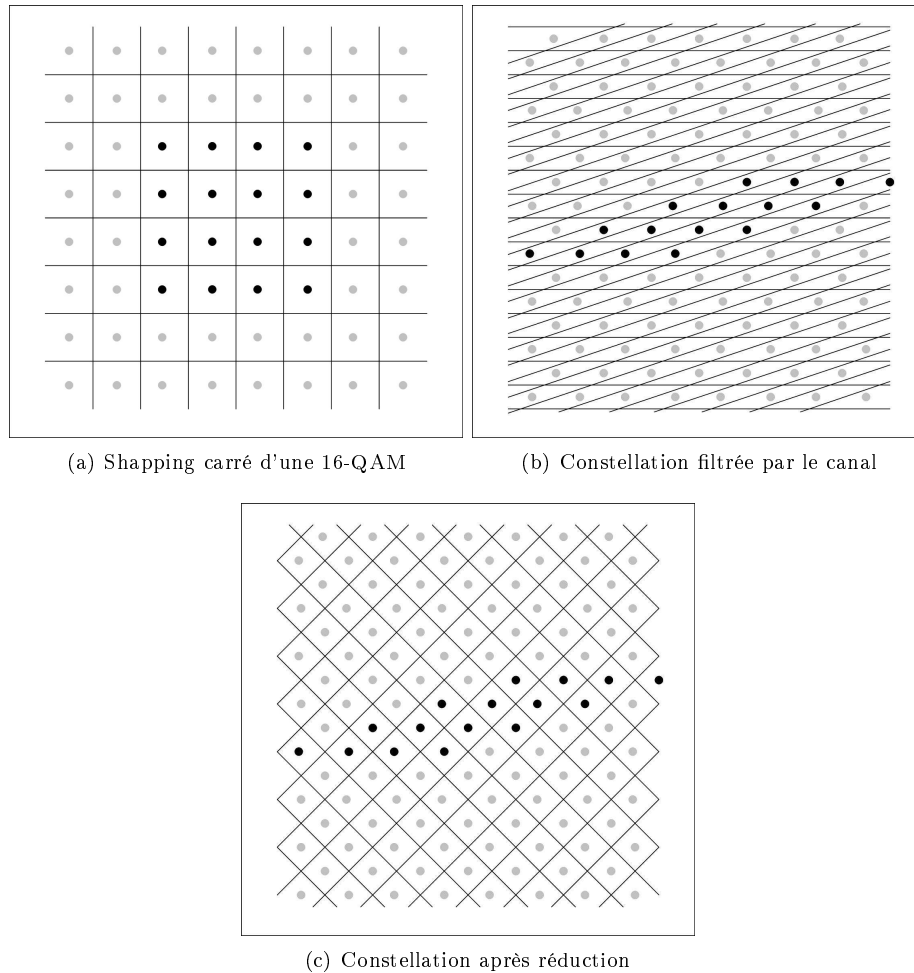 (a) Shapping carré d'une 16-QAM
(b) Constellation filtrée par le canal
(c) Constellation après réduction